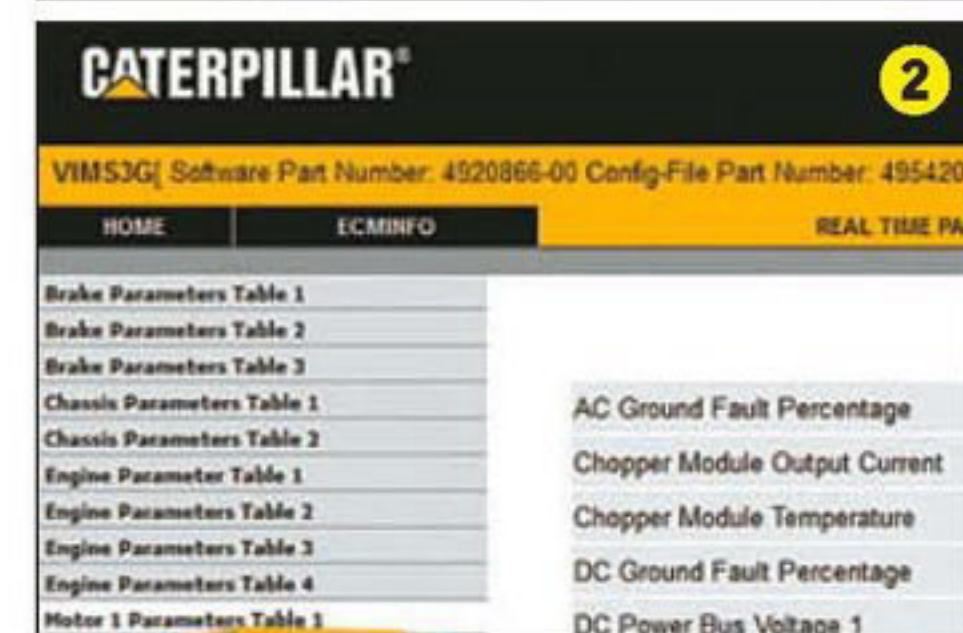 CATERPILLAR®
2
VIMS3G[ Software Part Number: 4920866-00 Config-File Part Number: 495420
HOME
ECMINFO
REAL TIME PA
Brake Parameters Table 1
Brake Parameters Table 2
Brake Parameters Table 3
Chassis Parameters Table 1
Chassis Parameters Table 2
Engine Parameter Table 1
Engine Parameters Table 2
Engine Parameters Table 3
Engine Parameters Table 4
Motor 1 Parameters Table 1
AC Ground Fault Percentage
Chopper Module Output Current
Chopper Module Temperature
DC Ground Fault Percentage
DC Power Bus Voltage 1